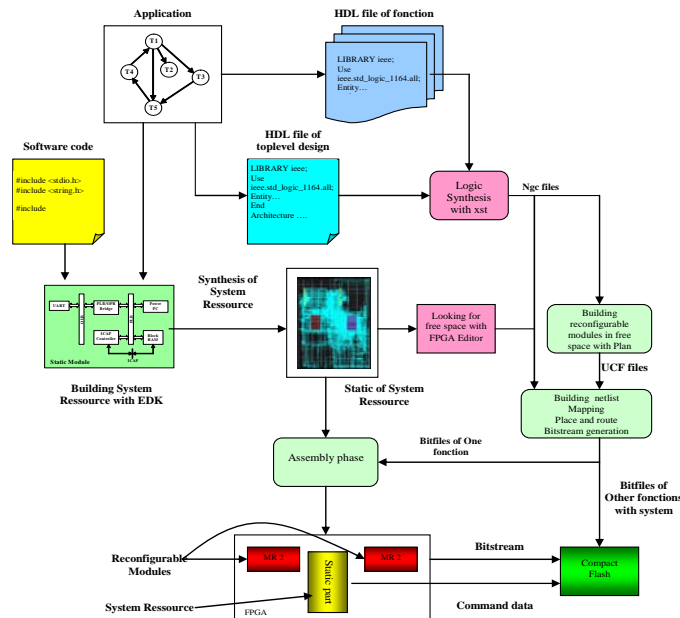 Application
HDL file of fonction
T1
T2
T3
T4
T5
LIBRARY ieee;
Use
ieee.std_logic_1164.all;
Entity…
Software code
#include <stdio.h>
#include <string.h>
#include
HDL file of
toplevel design
LIBRARY ieee;
Use
ieee.std_logic_1164.all;
Entity…
End
Architecture ….
Logic
Synthesis
with xst
Ngc files
UART
PLB/OPB
Bridge
Power
PC
ICAP
Controller
Block
RAM
ICAP
Static Module
Building System
Ressource with EDK
Synthesis of
System
Ressource
Static of System
Ressource
Looking for
free space with
FPGA Editor
Building
reconfigurable
modules in free
space with Plan
UCF files
Building netlist
Mapping
Place and route
Bitstream generation
Assembly phase
Bitfiles of One
fonction
Bitfiles of
Other fonctions
with system
Reconfigurable
Modules
MR 2
MR 2
Static part
System Ressource
FPGA
Bitstream
Command data
Compact
Flash